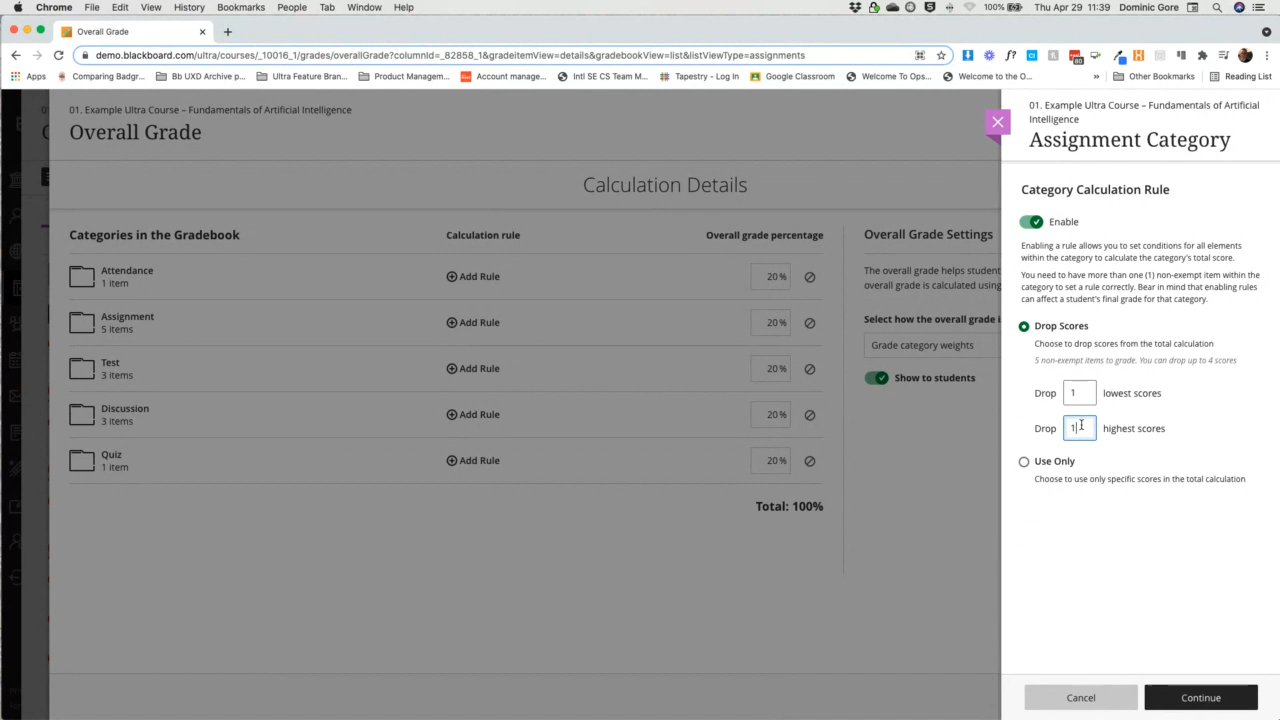 Chrome File Edit View History Bookmarks People Tab Window Help 100% Thu Apr 29 11:39 Dominic Gore
Overall Grade
demo.blackboard.com/ultra/courses/_10016_1/grades/overallGrade?columnId=_82858_1&gradeitemView=details&gradebookView=list&listViewType=assignments
80
Apps Comparing Badgr... Bb UXD Archive p... Ultra Feature Bran... Product Managem... Account manage... Intl SE CS Team M... Tapestry - Log In Google Classroom Welcome To Ops... Welcome to the O... » Other Bookmarks Reading List
01. Example Ultra Course – Fundamentals of Artificial Intelligence
Overall Grade
Calculation Details
Categories in the Gradebook Calculation rule Overall grade percentage
Attendance
1 item
Add Rule 20 %
Assignment
5 items
Add Rule 20 %
Test
3 items
Add Rule 20 %
Discussion
3 items
Add Rule 20 %
Quiz
1 item
Add Rule 20 %
Total: 100%
Overall Grade Settings
The overall grade helps student
overall grade is calculated using
Select how the overall grade i
Grade category weights
Show to students
01. Example Ultra Course – Fundamentals of Artificial
Intelligence
Assignment Category
Category Calculation Rule
Enable
Enabling a rule allows you to set conditions for all elements
within the category to calculate the category's total score.
You need to have more than one (1) non-exempt item within the
category to set a rule correctly. Bear in mind that enabling rules
can affect a student's final grade for that category.
Drop Scores
Choose to drop scores from the total calculation
5 non-exempt items to grade. You can drop up to 4 scores
Drop 1 lowest scores
Drop 1 highest scores
Use Only
Choose to use only specific scores in the total calculation
Cancel Continue